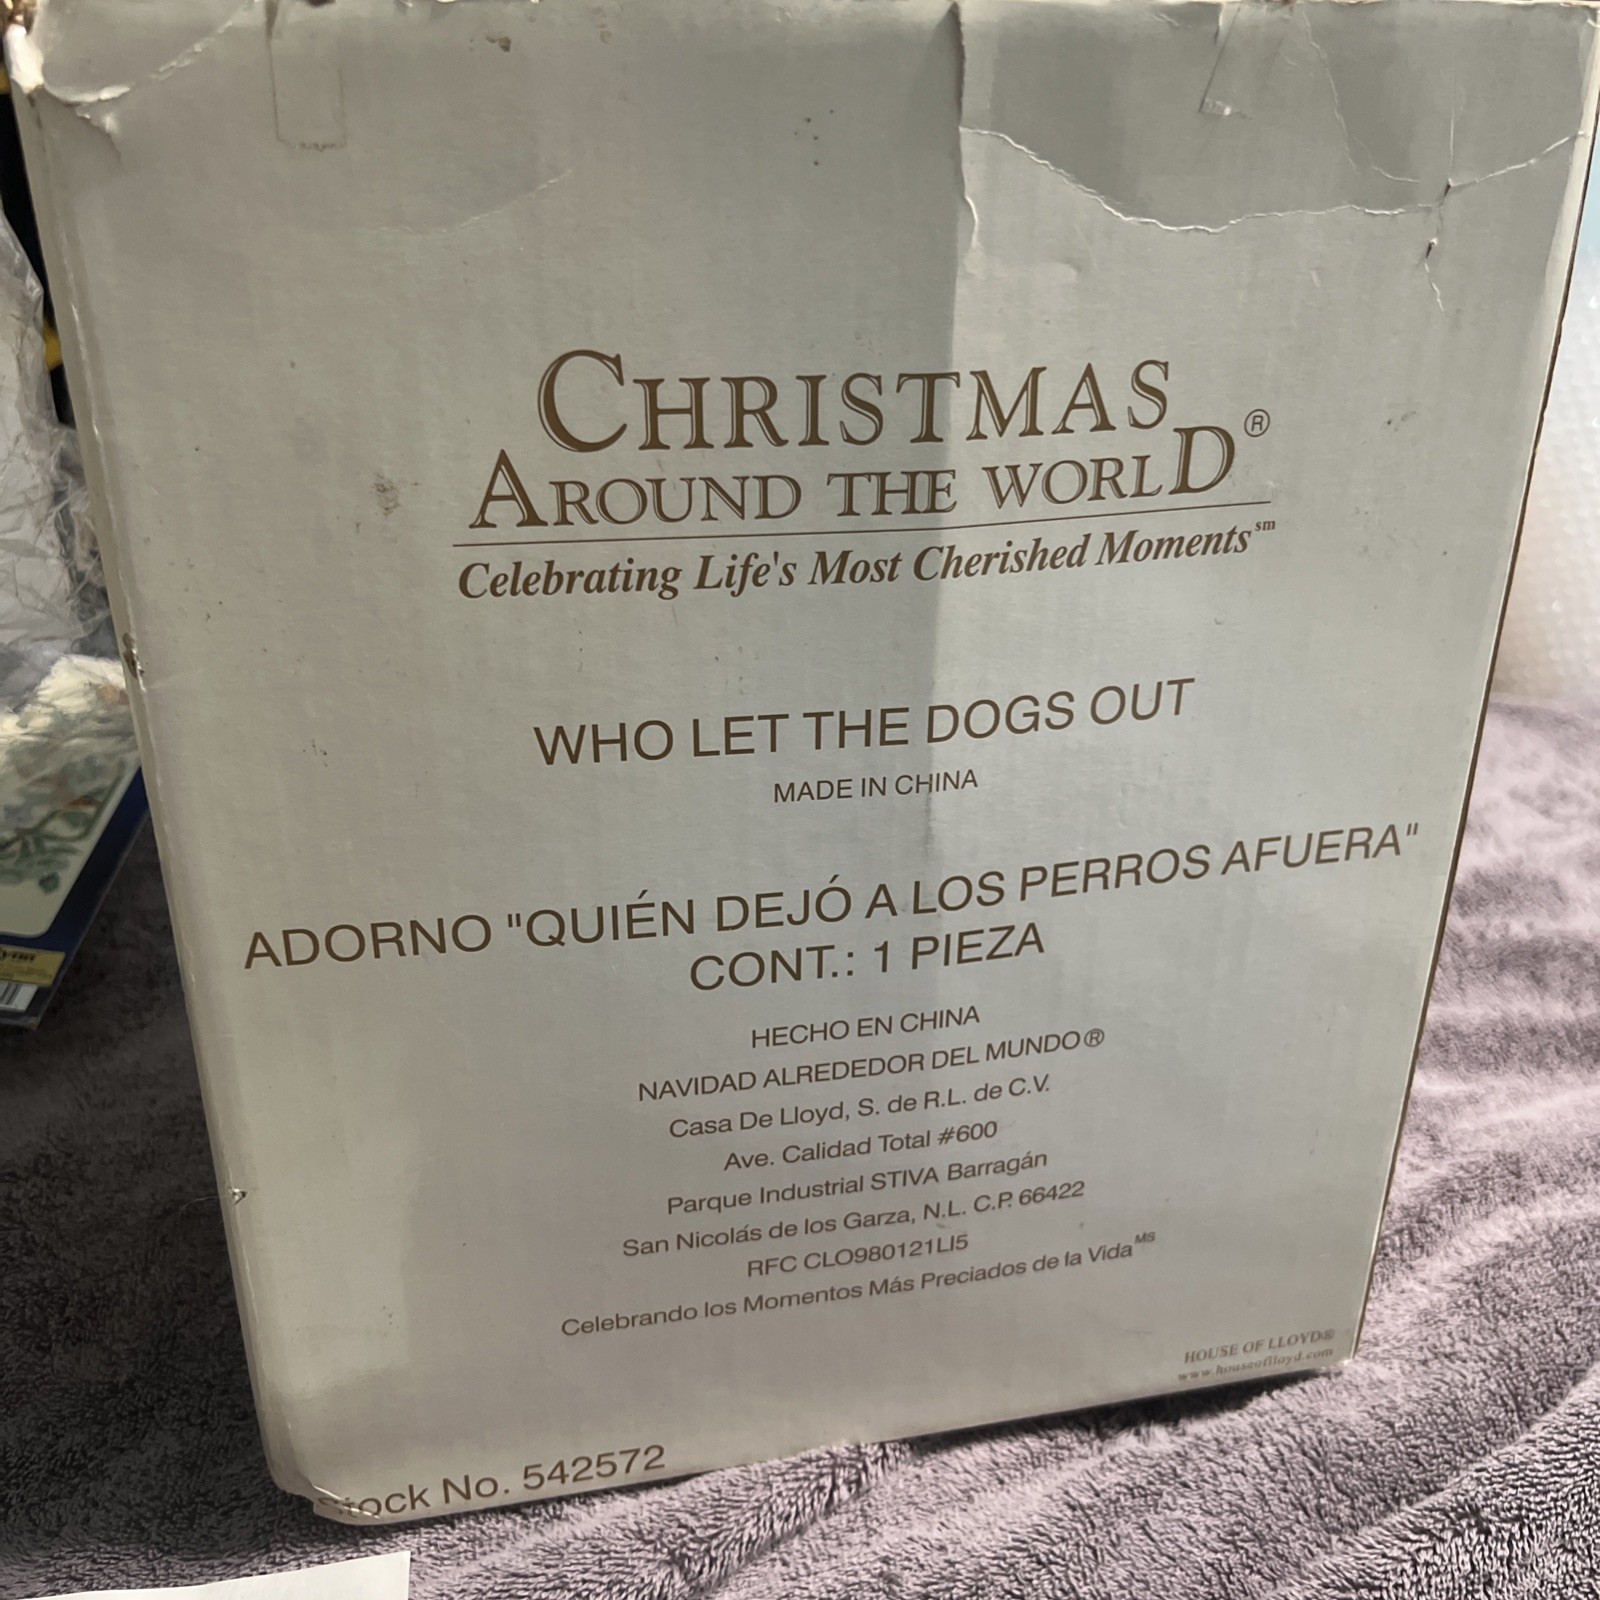 CHRISTMAS
AROUND THE WORLD®
Celebrating Life's Most Cherished Moments℠
WHO LET THE DOGS OUT
MADE IN CHINA
ADORNO "QUIÉN DEJÓ A LOS PERROS AFUERA"
CONT.: 1 PIEZA
HECHO EN CHINA
NAVIDAD ALREDEDOR DEL MUNDO®
Casa De Lloyd, S. de R.L. de C.V.
Ave. Calidad Total #600
Parque Industrial STIVA Barragán
San Nicolás de los Garza, N.L. C.P. 66422
RFC CLO980121LI5
Celebrando los Momentos Más Preciados de la Vida MS
HOUSE OF LLOYD®
www.houseoflloyd.com
Stock No. 542572